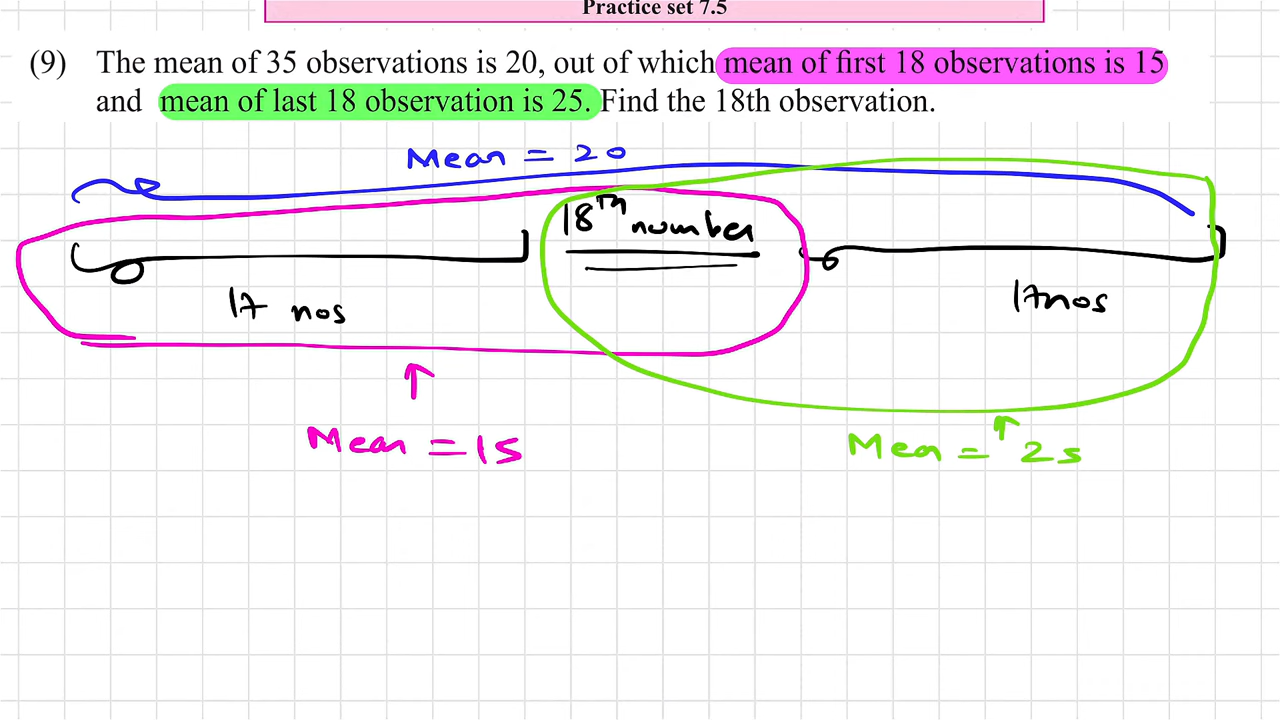 Practice set 7.5
(9) The mean of 35 observations is 20, out of which mean of first 18 observations is 15
and mean of last 18 observation is 25. Find the 18th observation.
Mean = 20
18th number
17 nos
17nos
Mean = 15
Mean = 25